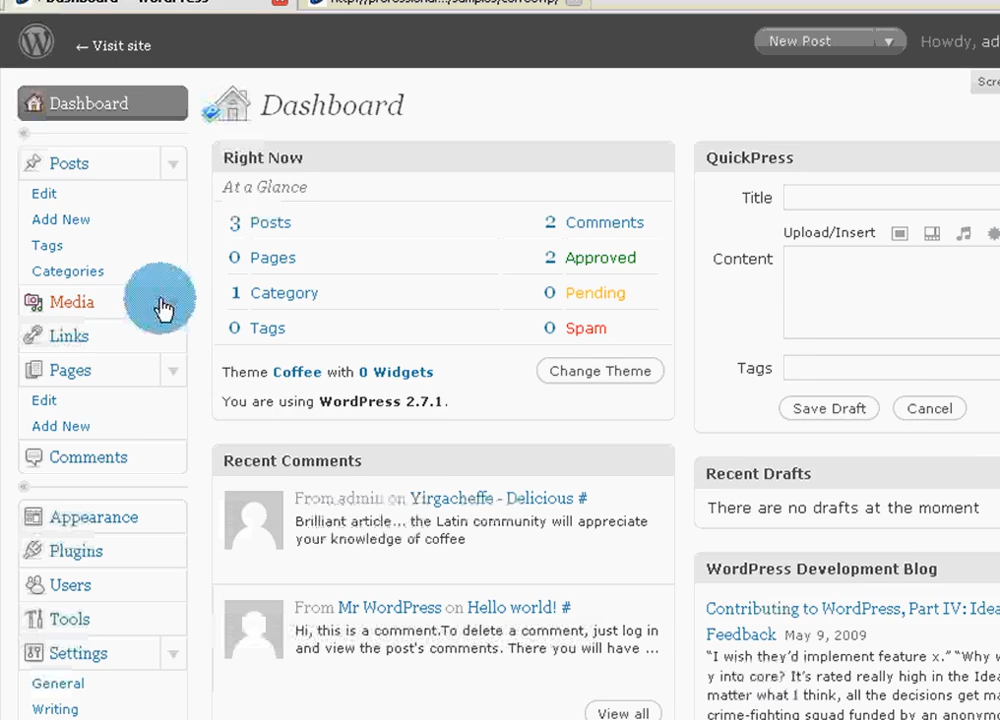 ← Visit site
New Post
Howdy,
Dashboard
Posts
Edit
Add New
Tags
Categories
Media
Links
Pages
Edit
Add New
Comments
Appearance
Plugins
Users
Tools
Settings
General
Writing
Dashboard
Right Now
At a Glance
3 Posts
2 Comments
0 Pages
2 Approved
1 Category
0 Pending
0 Tags
0 Spam
Theme Coffee with 0 Widgets
Change Theme
You are using WordPress 2.7.1.
Recent Comments
From admin on Yirgacheffe - Delicious #
Brilliant article... the Latin community will appreciate
your knowledge of coffee
From Mr WordPress on Hello world! #
Hi, this is a comment.To delete a comment, just log in
and view the post's comments. There you will have ...
View all
QuickPress
Title
Upload/Insert
Content
Tags
Save Draft
Cancel
Recent Drafts
There are no drafts at the moment
WordPress Development Blog
Contributing to WordPress, Part IV: Idea
Feedback May 9, 2009
“I wish they’d implement feature x.” “Why w
y into core? It’s rated really high in the Idea
matter what I think, all the decisions get ma
crime-fighting squad funded by an anonym